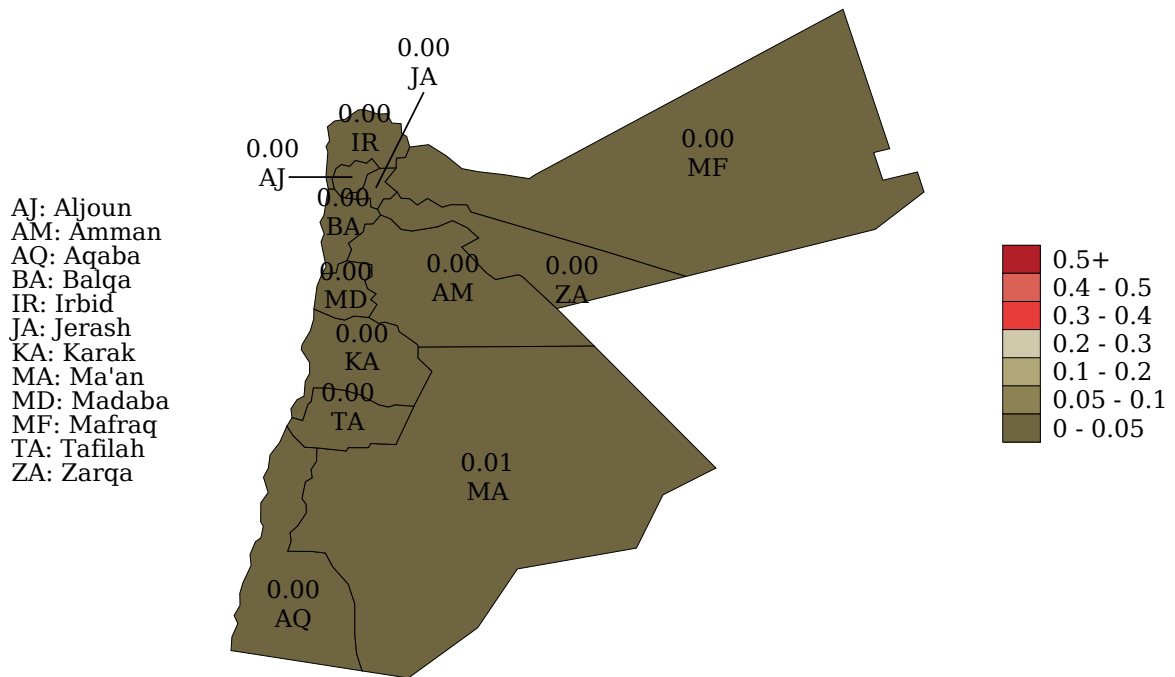 0.00
JA
0.00
IR
0.00
AJ
0.00
MF
0.00
BA
AJ: Aljoun
AM: Amman
AQ: Aqaba
BA: Balqa
IR: Irbid
JA: Jerash
KA: Karak
MA: Ma'an
MD: Madaba
MF: Mafraq
TA: Tafilah
ZA: Zarqa
0.00
MD
0.00
AM
0.00
ZA
0.00
KA
0.00
TA
0.01
MA
0.00
AQ
0.5+
0.4 - 0.5
0.3 - 0.4
0.2 - 0.3
0.1 - 0.2
0.05 - 0.1
0 - 0.05